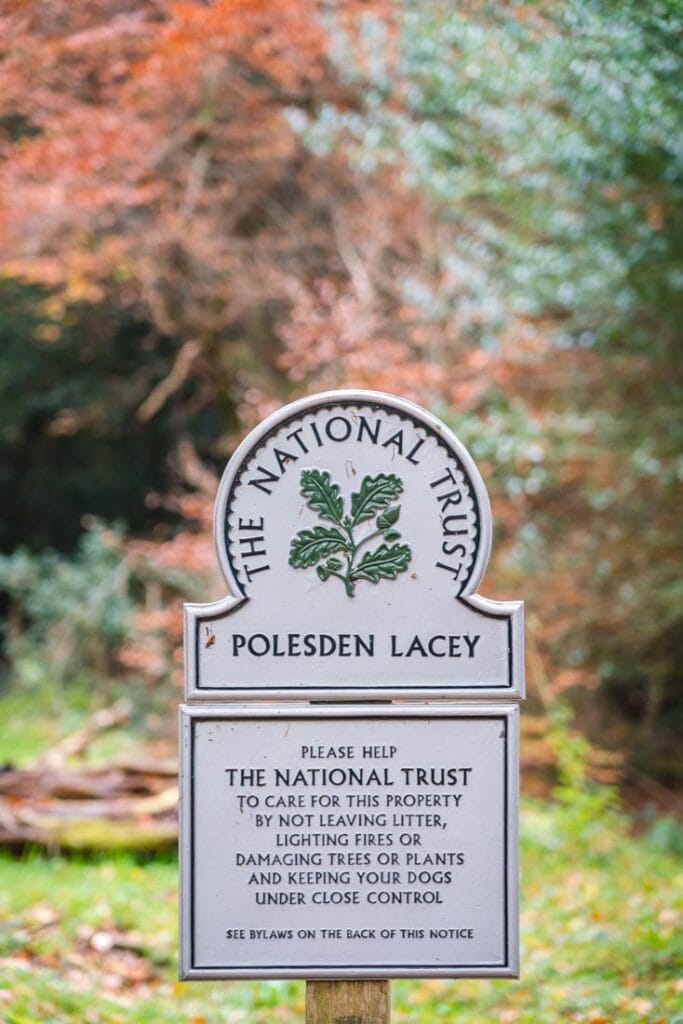 THE NATIONAL TRUST
POLESDEN LACEY
PLEASE HELP
THE NATIONAL TRUST
TO CARE FOR THIS PROPERTY
BY NOT LEAVING LITTER,
LIGHTING FIRES OR
DAMAGING TREES OR PLANTS
AND KEEPING YOUR DOGS
UNDER CLOSE CONTROL
SEE BYLAWS ON THE BACK OF THIS NOTICE